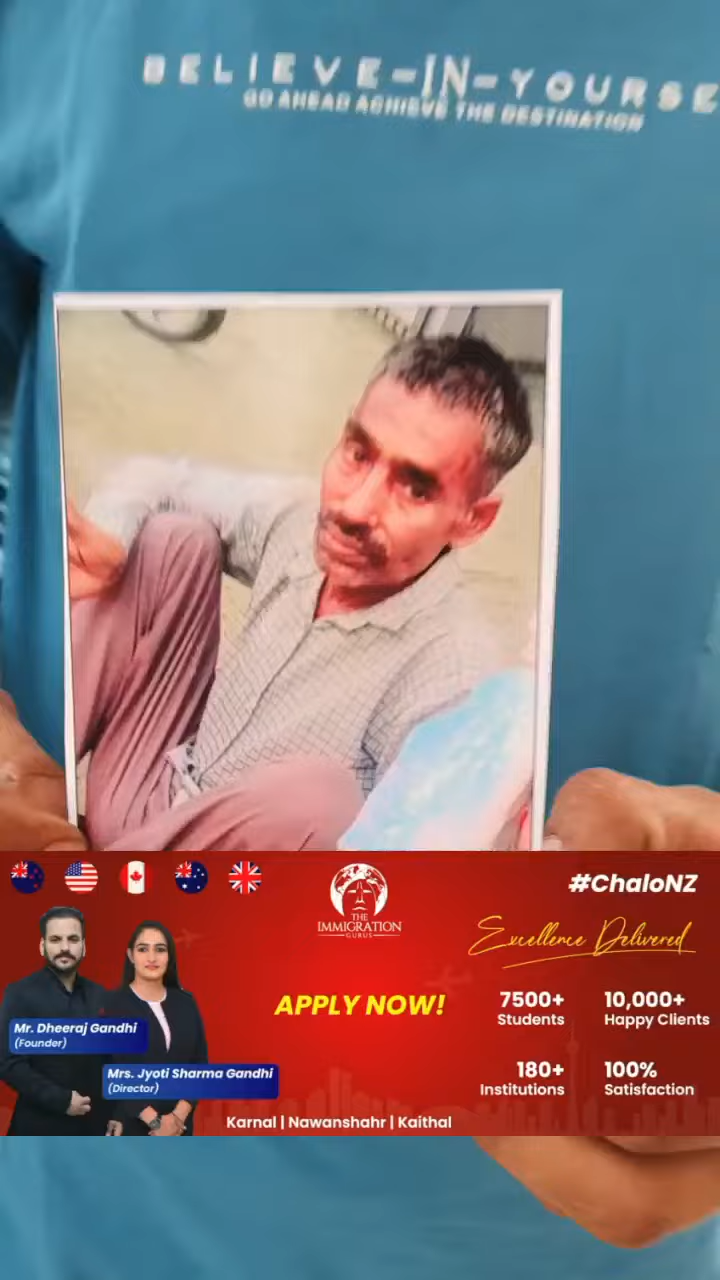 BELIEVE-IN-YOURSE
GO AHEAD ACHIEVE THE DESTINATION
#ChaloNZ
THE
IMMIGRATION
GURUS
Excellence Delivered
APPLY NOW!
7500+
Students
10,000+
Happy Clients
Mr. Dheeraj Gandhi
(Founder)
Mrs. Jyoti Sharma Gandhi
(Director)
180+
Institutions
100%
Satisfaction
Karnal | Nawanshahr | Kaithal